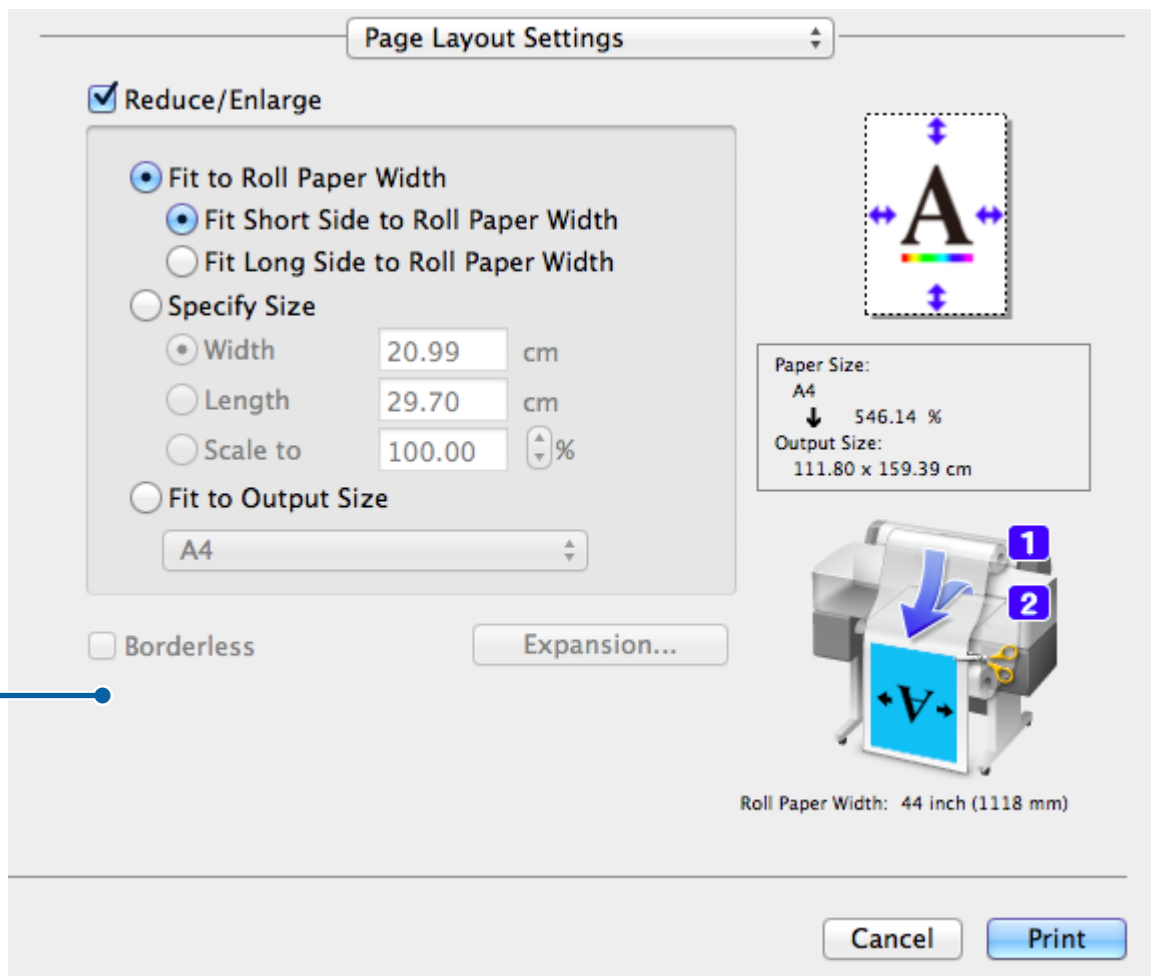 Page Layout Settings
Reduce/Enlarge
Fit to Roll Paper Width
Fit Short Side to Roll Paper Width
Fit Long Side to Roll Paper Width
Specify Size
Width 20.99 cm
Length 29.70 cm
Scale to 100.00 %
Fit to Output Size
A4
Borderless Expansion...
A
Paper Size:
A4
546.14 %
Output Size:
111.80 x 159.39 cm
1
2
A
Roll Paper Width: 44 inch (1118 mm)
Cancel Print